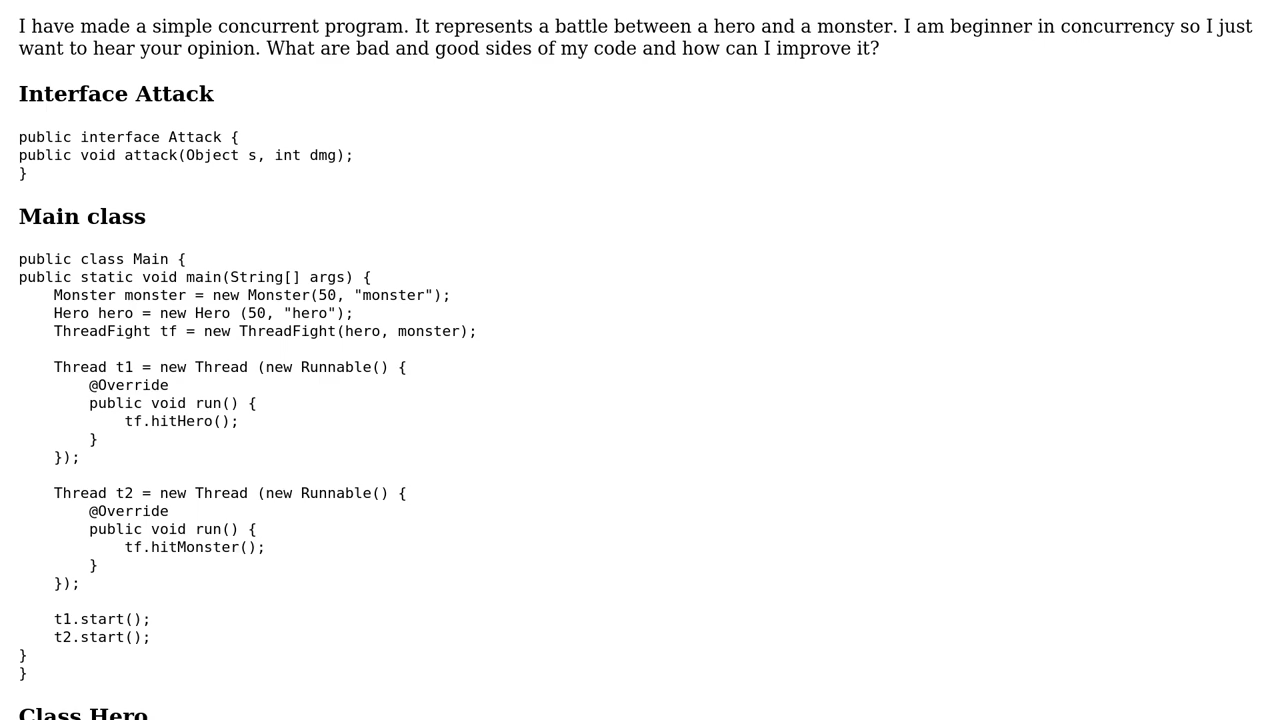 I have made a simple concurrent program. It represents a battle between a hero and a monster. I am beginner in concurrency so I just
want to hear your opinion. What are bad and good sides of my code and how can I improve it?
Interface Attack
public interface Attack {
public void attack(Object s, int dmg);
}
Main class
public class Main {
public static void main(String[] args) {
    Monster monster = new Monster(50, "monster");
    Hero hero = new Hero (50, "hero");
    ThreadFight tf = new ThreadFight(hero, monster);

    Thread t1 = new Thread (new Runnable() {
        @Override
        public void run() {
            tf.hitHero();
        }
    });

    Thread t2 = new Thread (new Runnable() {
        @Override
        public void run() {
            tf.hitMonster();
        }
    });

    t1.start();
    t2.start();
}
}
Class Hero